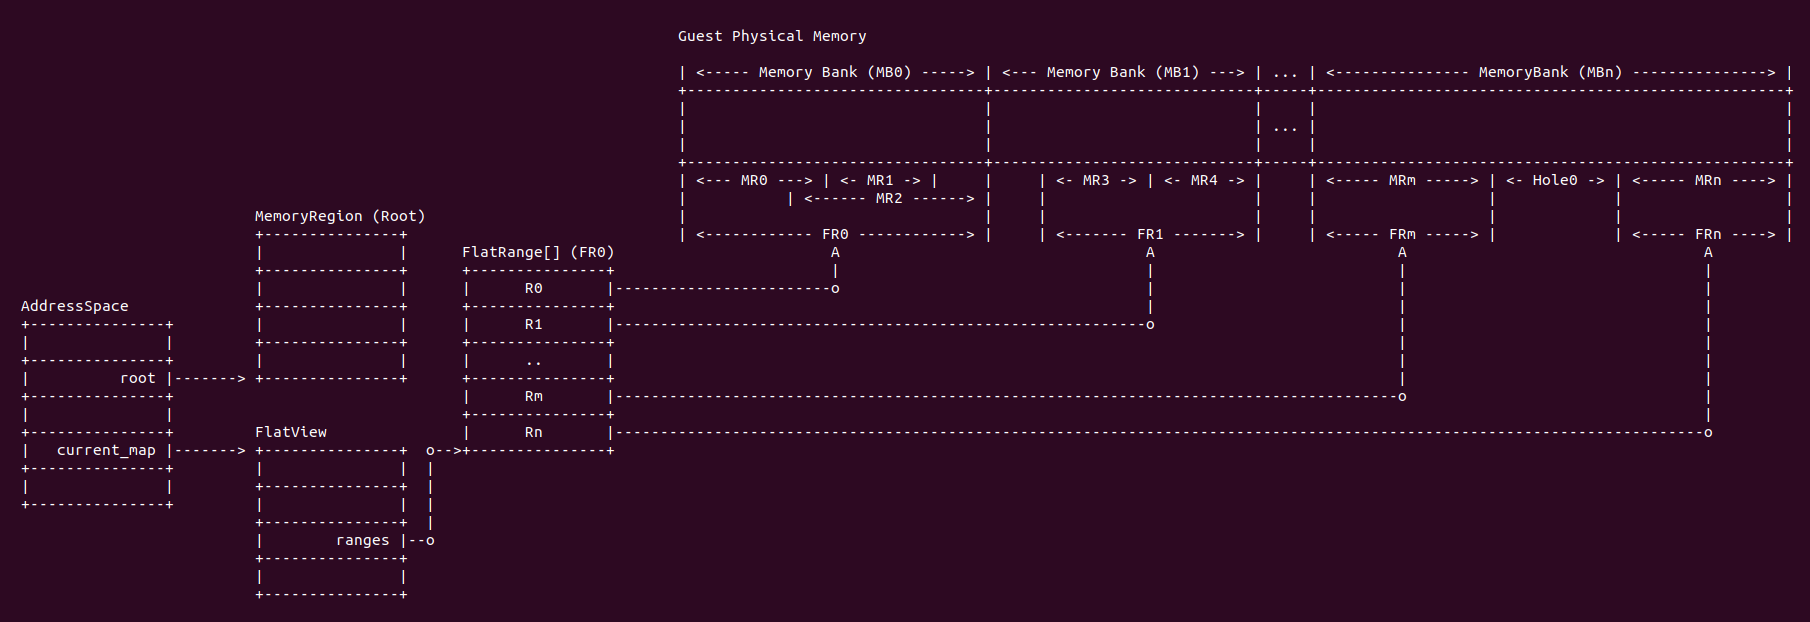 Guest Physical Memory
| <----- Memory Bank (MB0) -----> | <--- Memory Bank (MB1) ---> | ... | <--------------- MemoryBank (MBn) ---------------> |
...
| <--- MR0 ---> | <- MR1 -> | | | <- MR3 -> | <- MR4 -> | | <----- MRm -----> | <- Hole0 -> | <----- MRn ----> |
| <------ MR2 ------> |
MemoryRegion (Root)
| <------------ FR0 ------------> | | <------- FR1 -------> | | <----- FRm -----> | | <----- FRn ----> |
FlatRange[] (FR0) A A A A
R0
AddressSpace
R1
..
root
Rm
FlatView
Rn
current_map
ranges